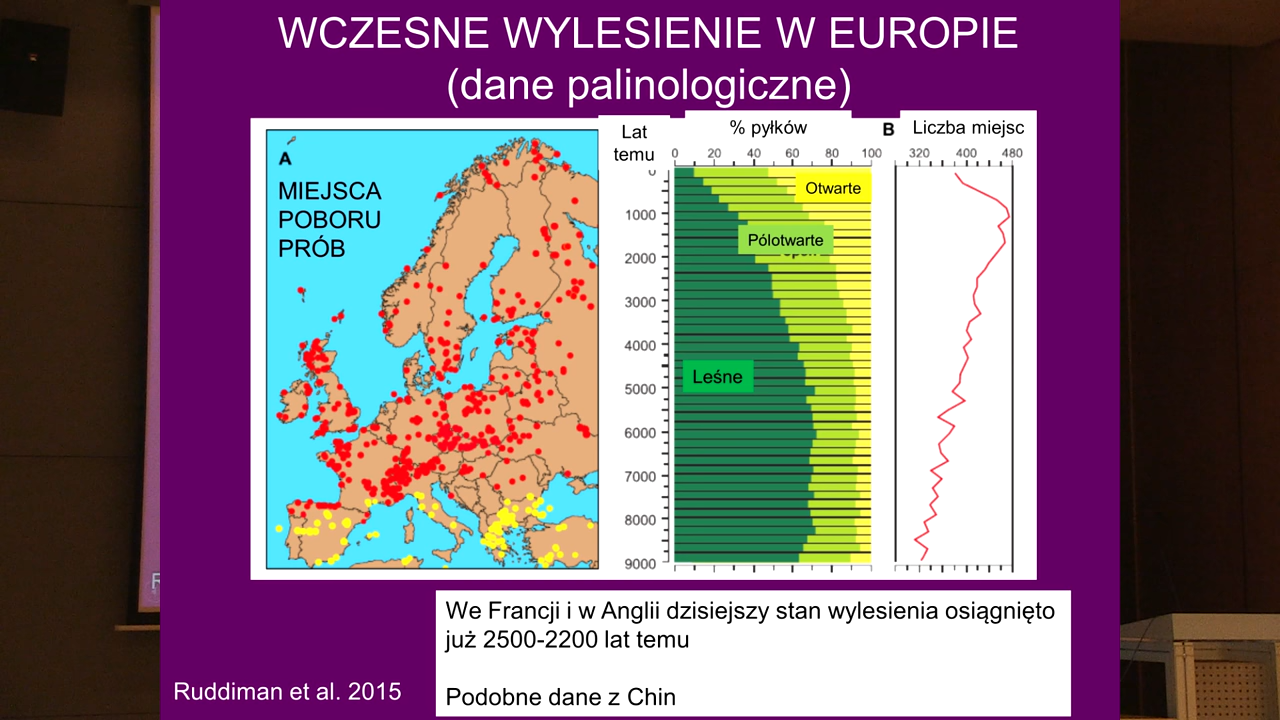 WCZESNE WYLESIENIE W EUROPIE
(dane palinologiczne)
A
MIEJSCA
POBORU
PRÓB
Lat
temu
% pyłków
0 20 40 60 80 100
0
1000
2000
3000
4000
5000
6000
7000
8000
9000
Otwarte
Pólotwarte
Leśne
B
Liczba miejsc
320 400 480
We Francji i w Anglii dzisiejszy stan wylesienia osiągnięto
już 2500-2200 lat temu
Podobne dane z Chin
Ruddiman et al. 2015